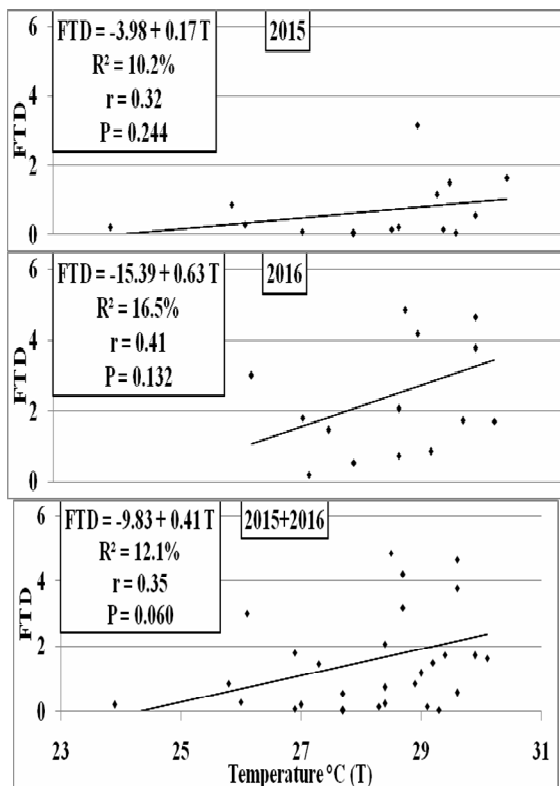 6
4
2
0
FTD
FTD = -3.98 + 0.17 T
R² = 10.2%
r = 0.32
P = 0.244
2015
6
4
2
0
FTD
FTD = -15.39 + 0.63 T
R² = 16.5%
r = 0.41
P = 0.132
2016
6
4
2
0
FTD
FTD = -9.83 + 0.41 T
R² = 12.1%
r = 0.35
P = 0.060
2015+2016
23 25 27 29 31
Temperature °C (T)